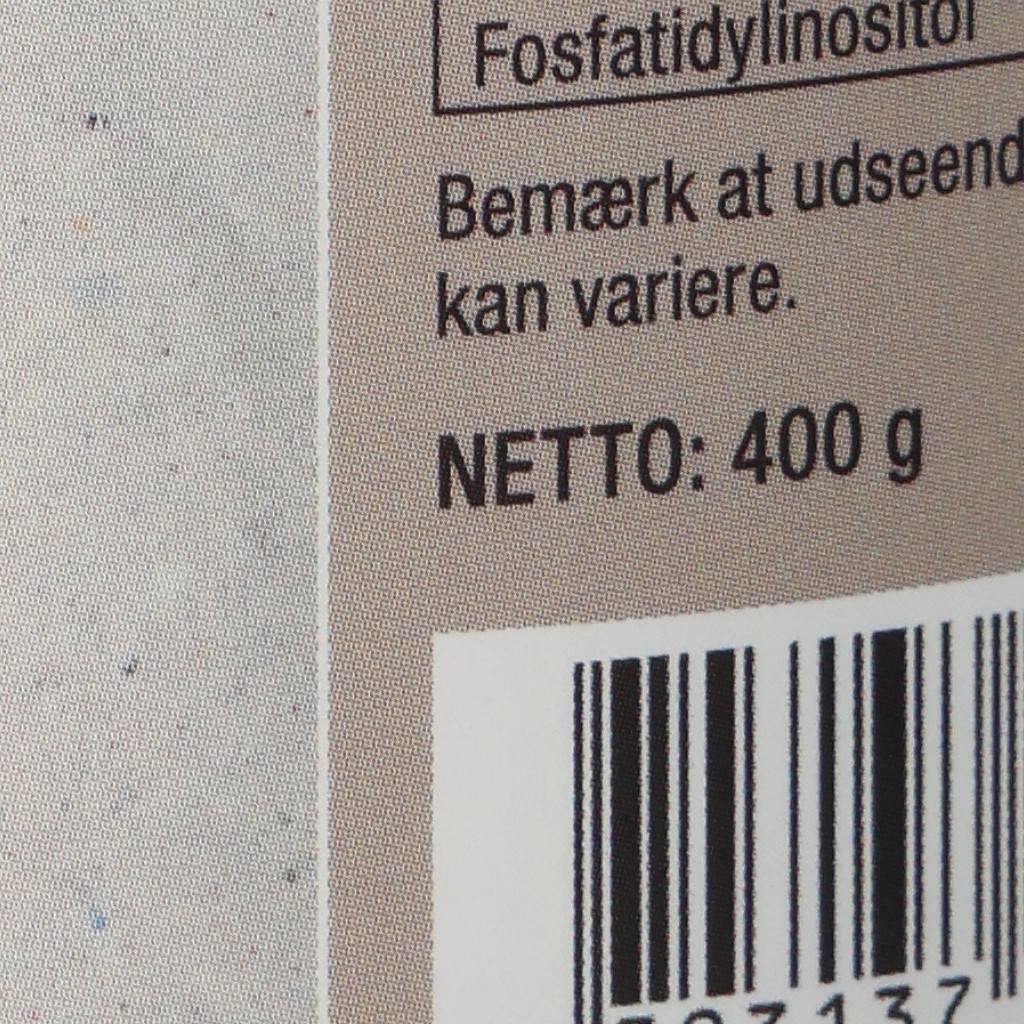 Fosfatidylinositol
Bemærk at udseend
kan variere.
NETTO: 400 g